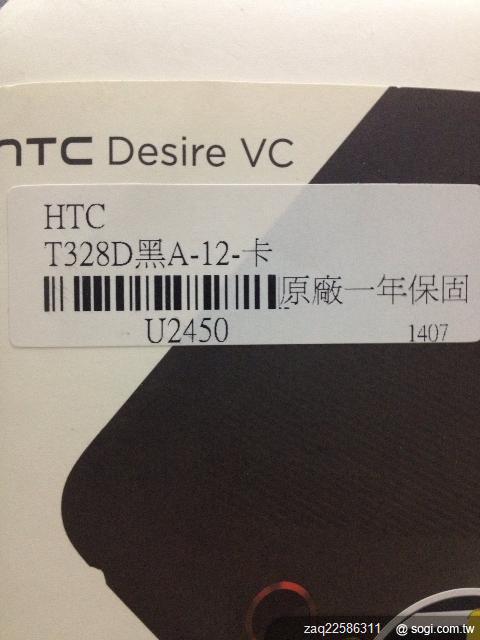 hTC Desire VC
HTC
T328D黑A-12-卡
原廠一年保固
U2450
1407
zaq22586311 @ sogi.com.tw